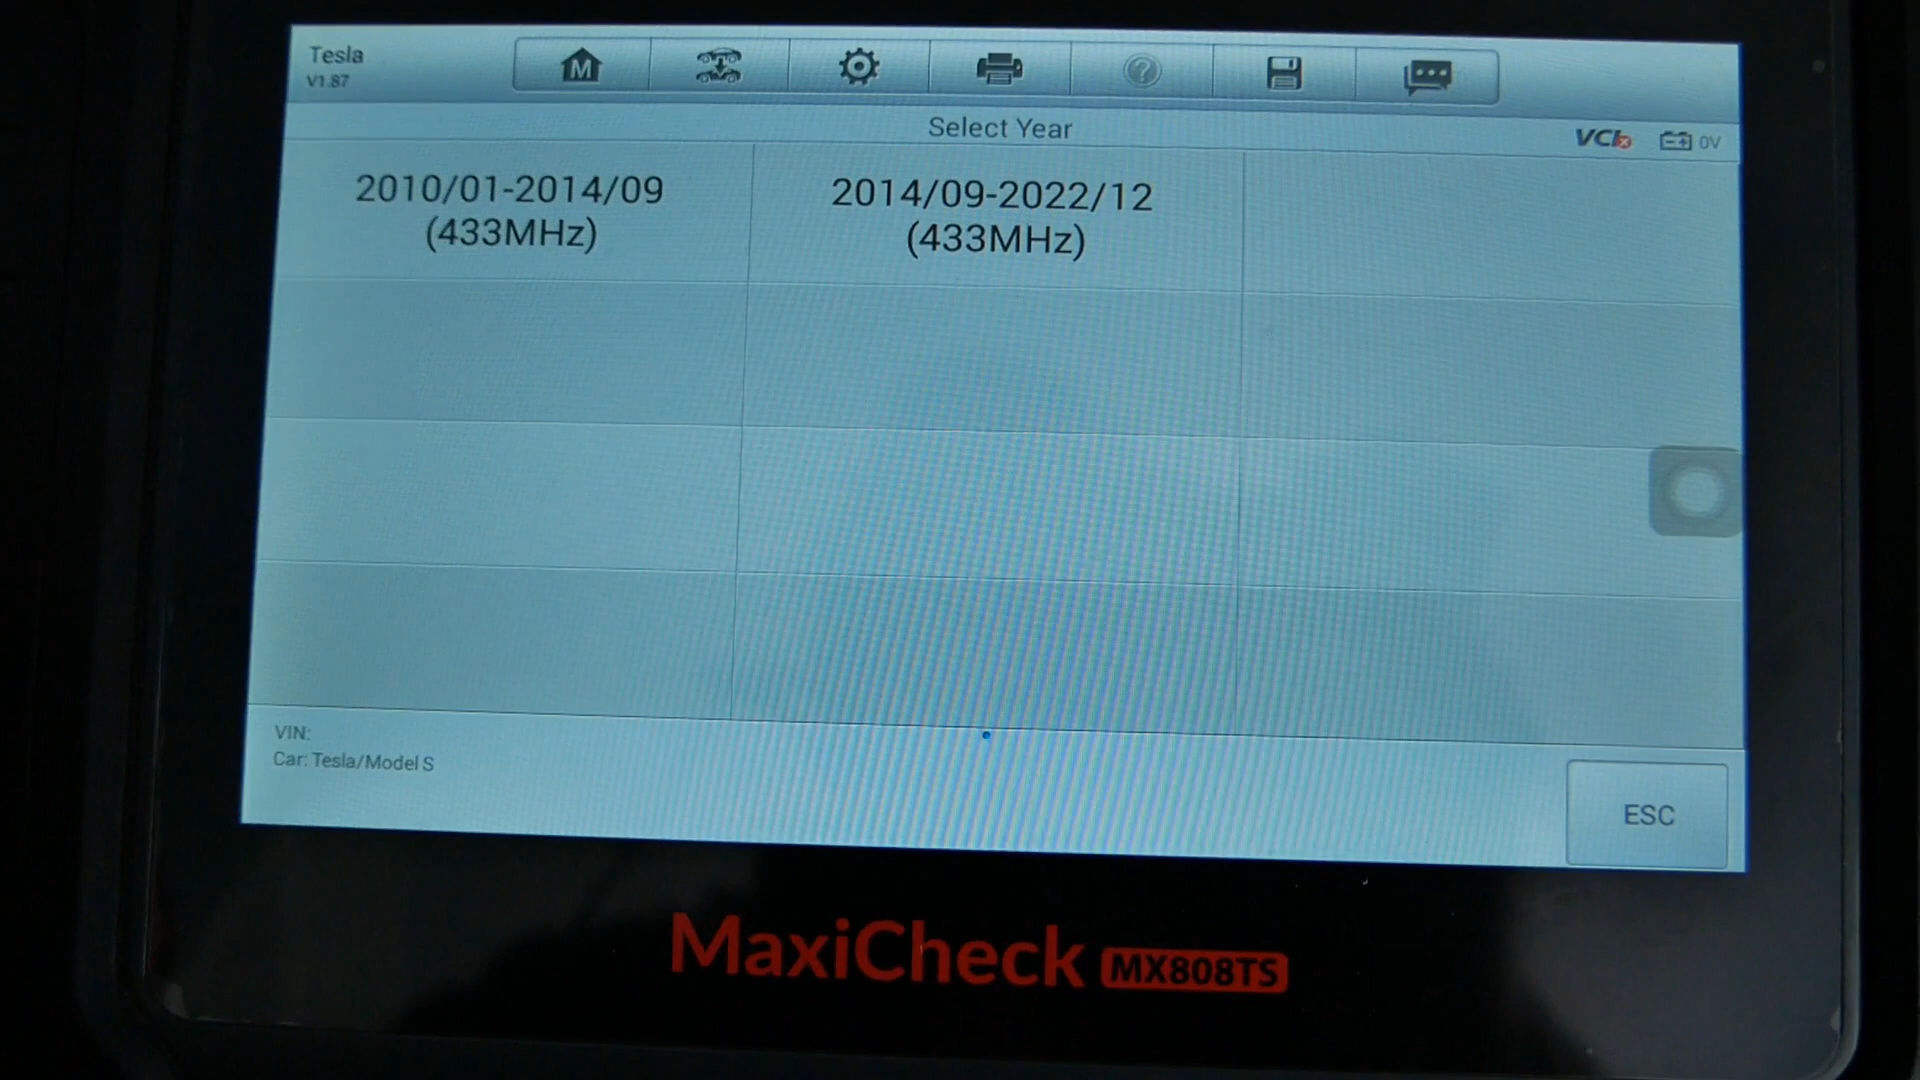 Tesla
V1.87
M
?
Select Year
VCI
0V
2010/01-2014/09
(433MHz)
2014/09-2022/12
(433MHz)
VIN:
Car: Tesla/Model S
ESC
MaxiCheck MX808TS